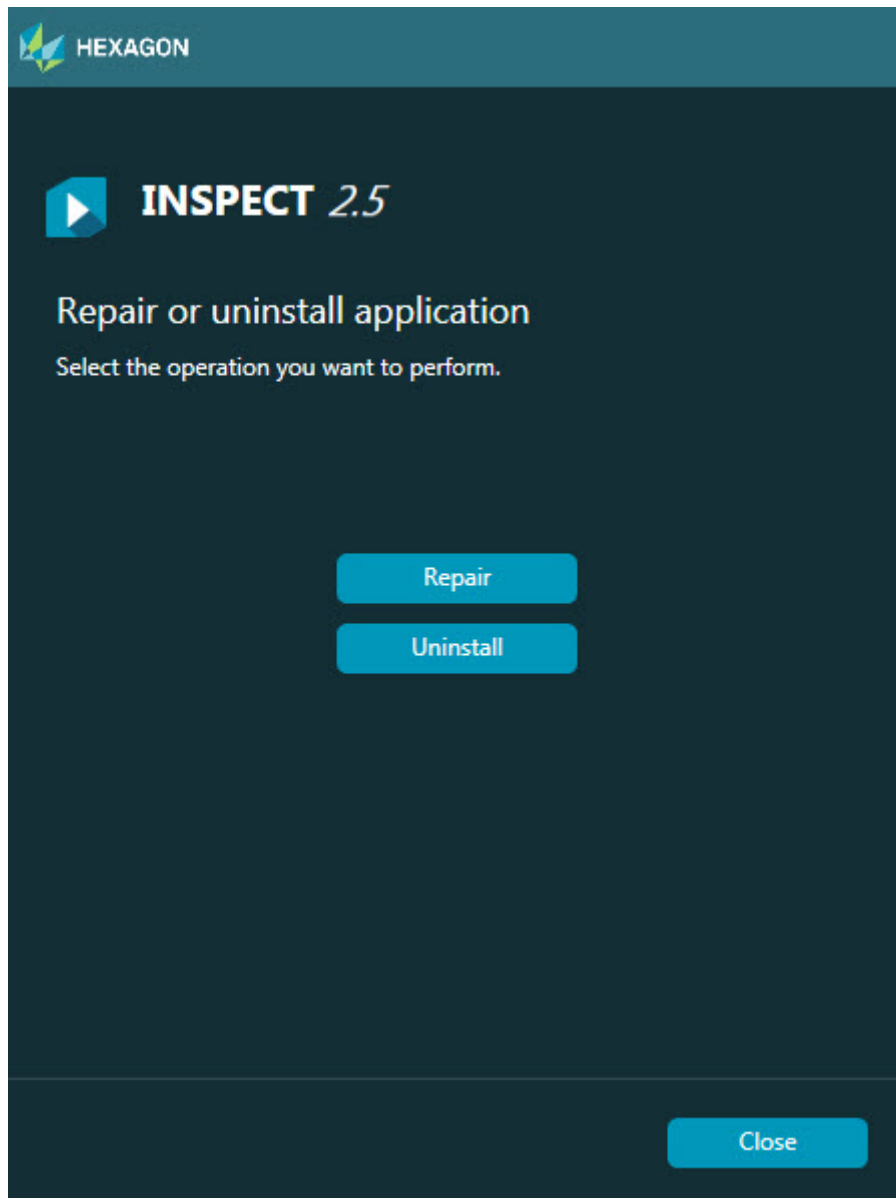 HEXAGON
INSPECT 2.5
Repair or uninstall application
Select the operation you want to perform.
Repair
Uninstall
Close